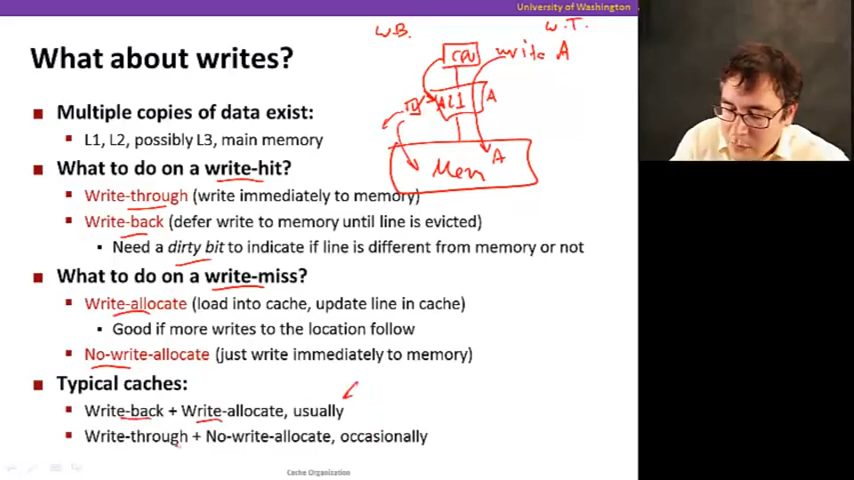 University of Washington
W.B.
W.T.
What about writes?
CPU
write A
Multiple copies of data exist:
A L1
A
L1, L2, possibly L3, main memory
What to do on a write-hit?
Mem
A
Write-through (write immediately to memory)
Write-back (defer write to memory until line is evicted)
Need a dirty bit to indicate if line is different from memory or not
What to do on a write-miss?
Write-allocate (load into cache, update line in cache)
Good if more writes to the location follow
No-write-allocate (just write immediately to memory)
Typical caches:
Write-back + Write-allocate, usually
Write-through + No-write-allocate, occasionally
Cache Organization